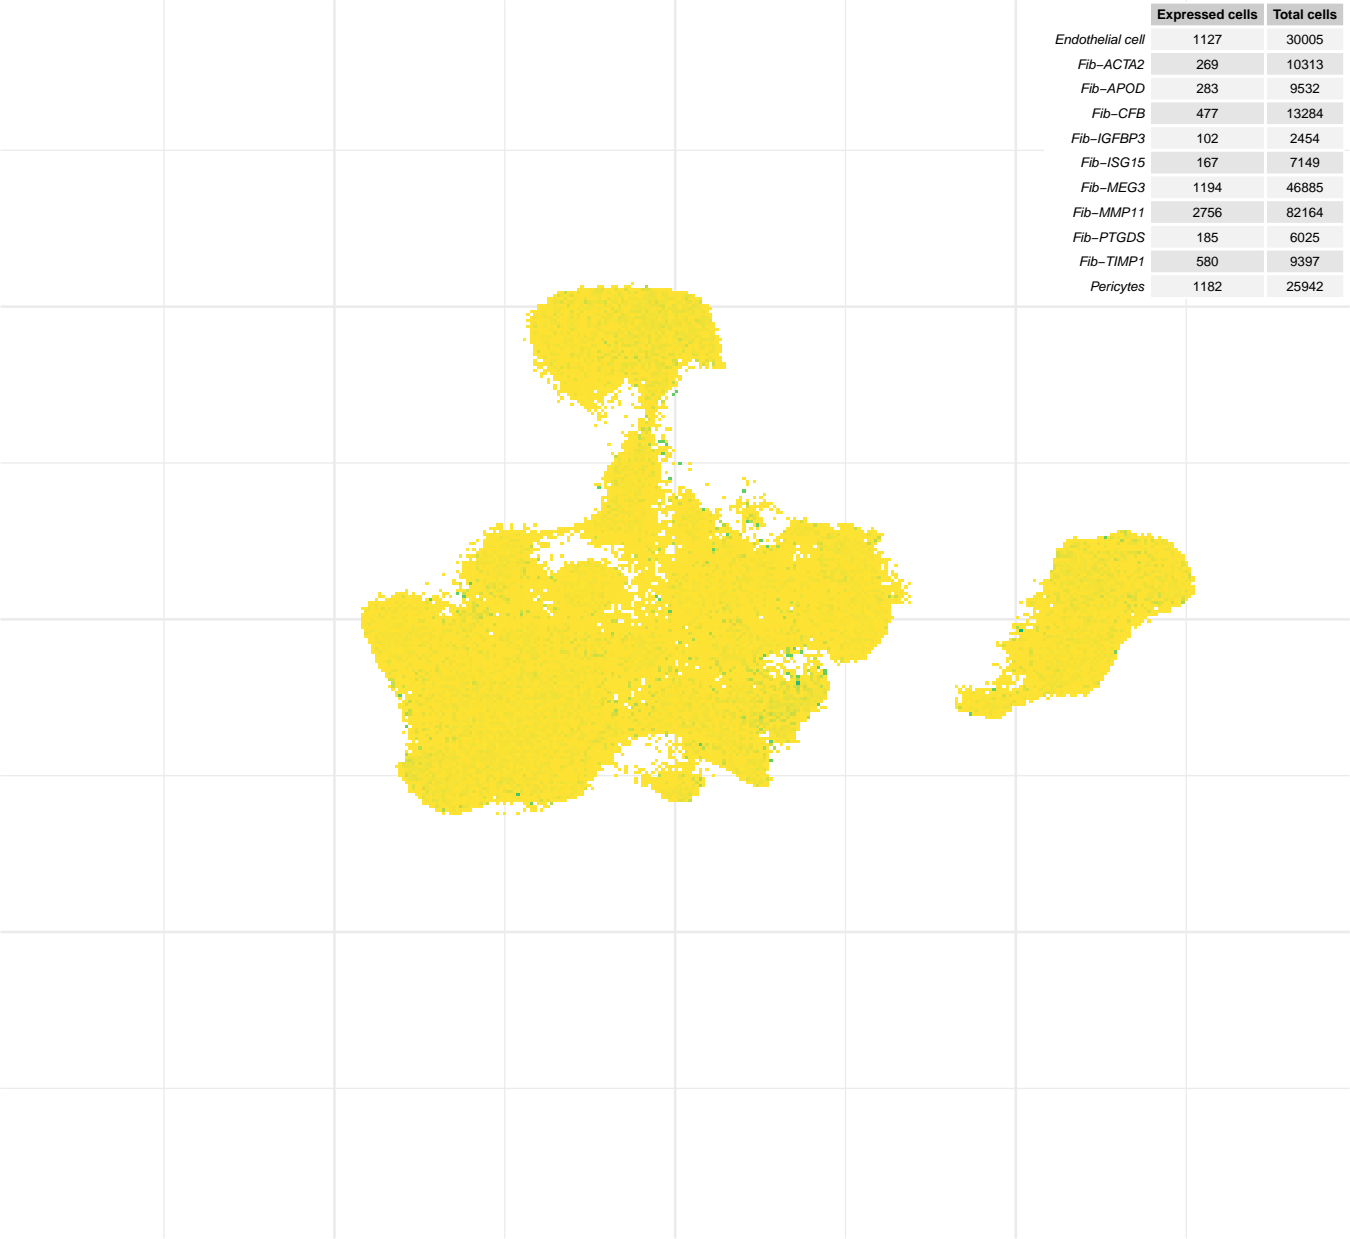 Expressed cells Total cells
Endothelial cell 1127 30005
Fib−ACTA2 269 10313
Fib−APOD 283 9532
Fib−CFB 477 13284
Fib−IGFBP3 102 2454
Fib−ISG15 167 7149
Fib−MEG3 1194 46885
Fib−MMP11 2756 82164
Fib−PTGDS 185 6025
Fib−TIMP1 580 9397
Pericytes 1182 25942